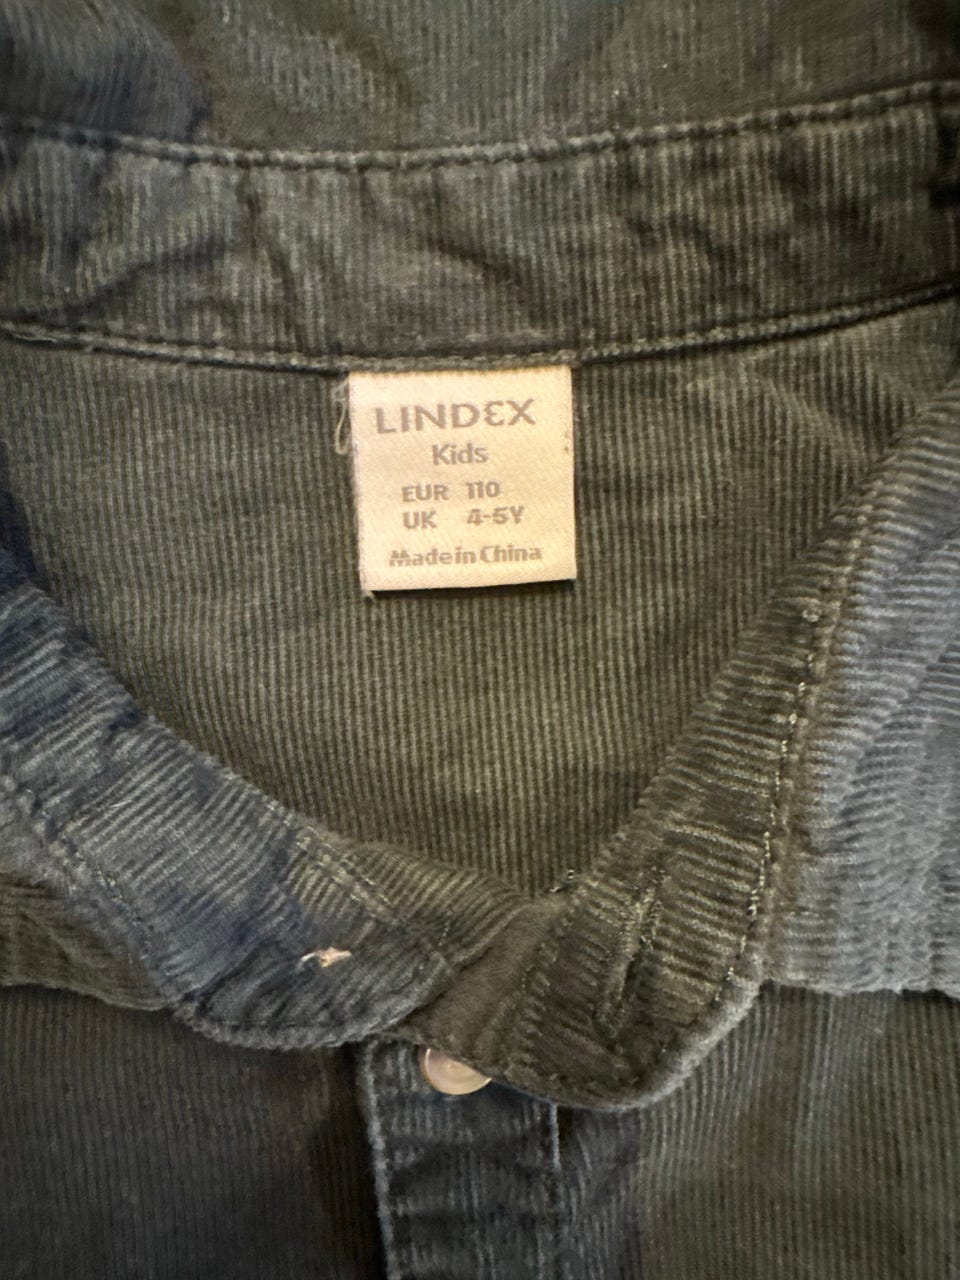 LINDEX
Kids
EUR 110
UK 4-5Y
Made in China